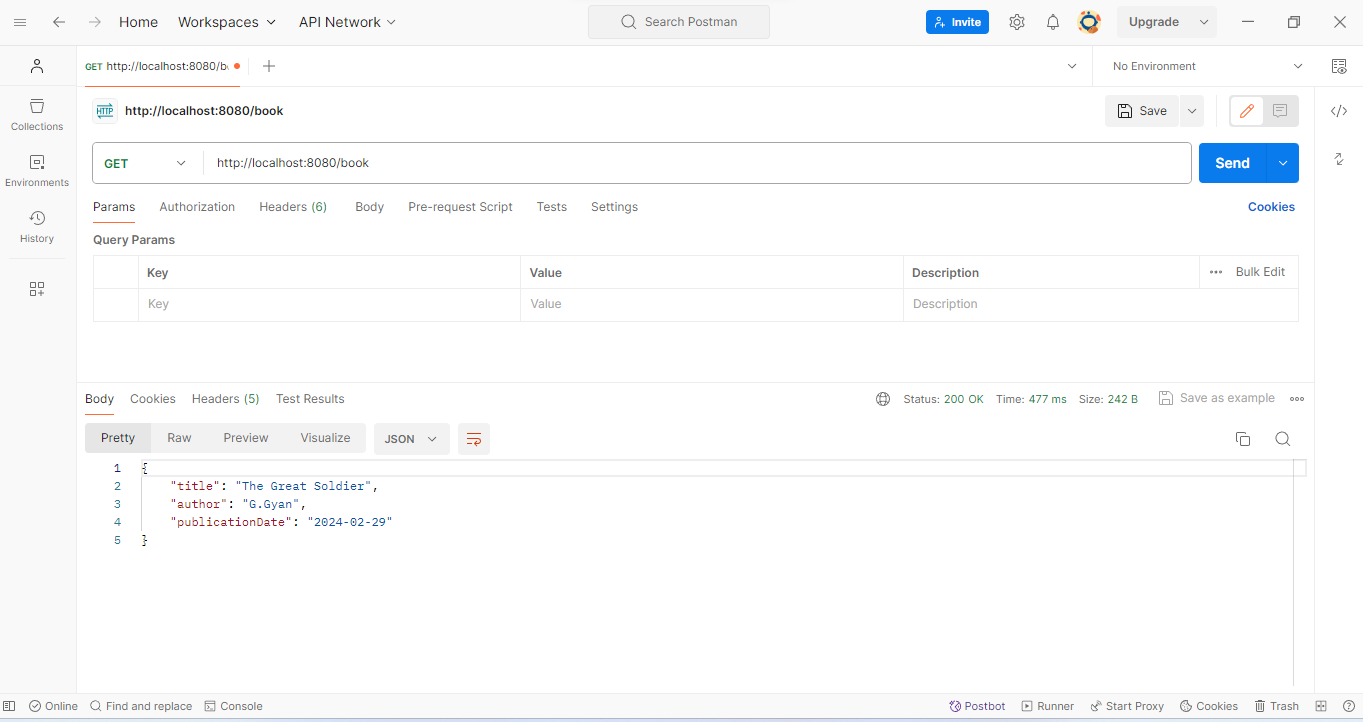 Home Workspaces API Network Search Postman Invite Upgrade
GET http://localhost:8080/b No Environment
HTTP http://localhost:8080/book Save
Collections
GET http://localhost:8080/book Send
Environments
Params Authorization Headers (6) Body Pre-request Script Tests Settings Cookies
History
Query Params
Key Value Description Bulk Edit
Key Value Description
Body Cookies Headers (5) Test Results Status: 200 OK Time: 477 ms Size: 242 B Save as example
Pretty Raw Preview Visualize JSON
1 {
2 "title": "The Great Soldier",
3 "author": "G.Gyan",
4 "publicationDate": "2024-02-29"
5 }
Online Find and replace Console Postbot Runner Start Proxy Cookies Trash